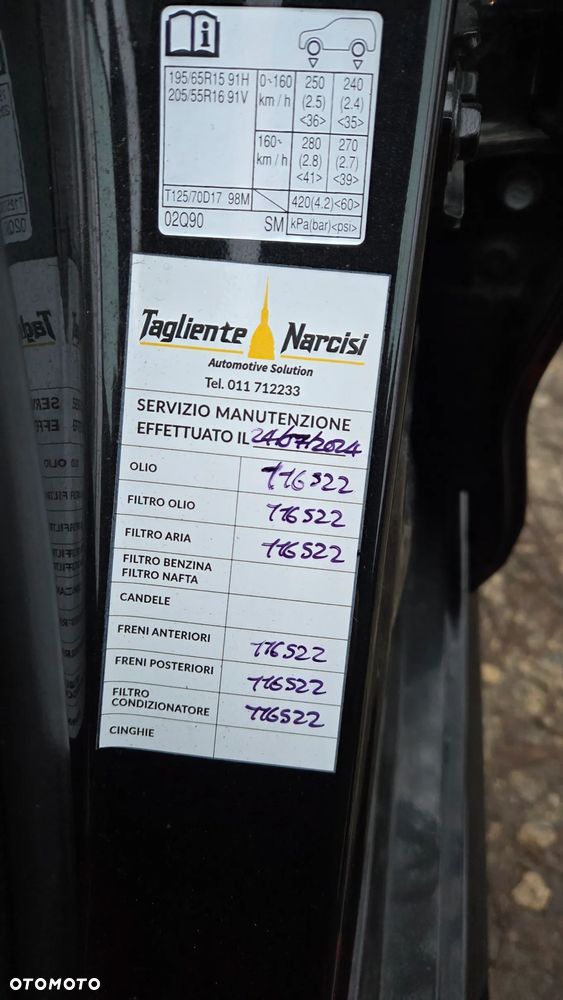 195/65R15 91H 0~160 250 240
205/55R16 91V km / h (2.5) (2.4)
<36> <35>
160~ 280 270
km / h (2.8) (2.7)
<41> <39>
T125/70D17 98M 420(4.2)<60>
02Q90 SM kPa(bar)<psi>
Tagliente Narcisi
Automotive Solution
Tel. 011 712233
SERVIZIO MANUTENZIONE
EFFETTUATO IL 24/07/2024
OLIO 116522
FILTRO OLIO 116522
FILTRO ARIA 116522
FILTRO BENZINA
FILTRO NAFTA
CANDELE
FRENI ANTERIORI 116522
FRENI POSTERIORI 116522
FILTRO
CONDIZIONATORE 116522
CINGHIE
OTOMOTO